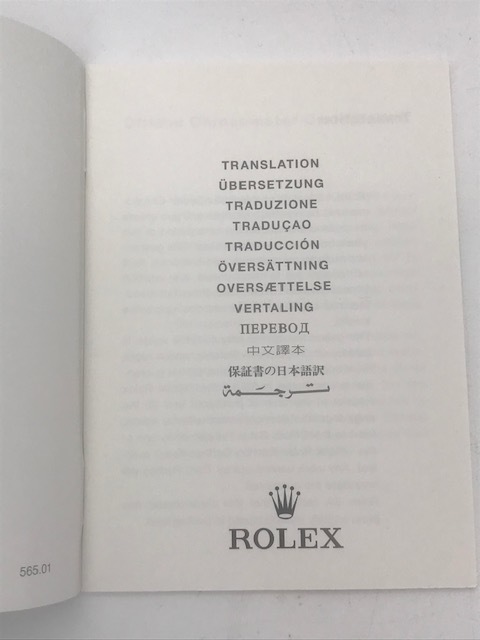 TRANSLATION
ÜBERSETZUNG
TRADUZIONE
TRADUÇAO
TRADUCCIÓN
ÖVERSÄTTNING
OVERSÆTTELSE
VERTALING
ПЕРЕВОД
中文譯本
保証書の日本語訳
ترجمة
ROLEX
565.01